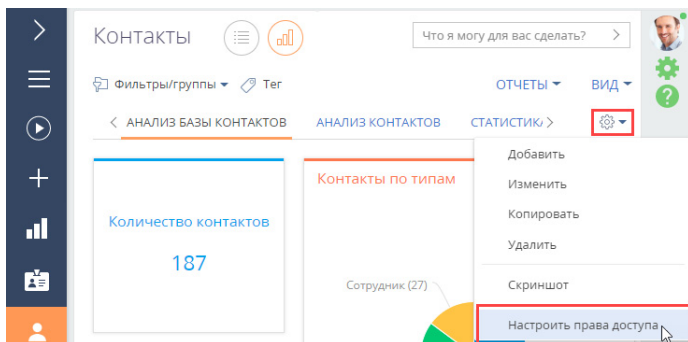 Контакты
Что я могу для вас сделать?
Фильтры/группы
Тег
ОТЧЕТЫ
ВИД
АНАЛИЗ БАЗЫ КОНТАКТОВ
АНАЛИЗ КОНТАКТОВ
СТАТИСТИК
Количество контактов
187
Контакты по типам
Сотрудник (27)
Добавить
Изменить
Копировать
Удалить
Скриншот
Настроить права доступа